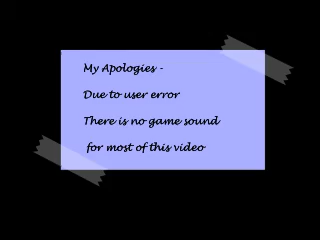 My Apologies -
Due to user error
There is no game sound
for most of this video